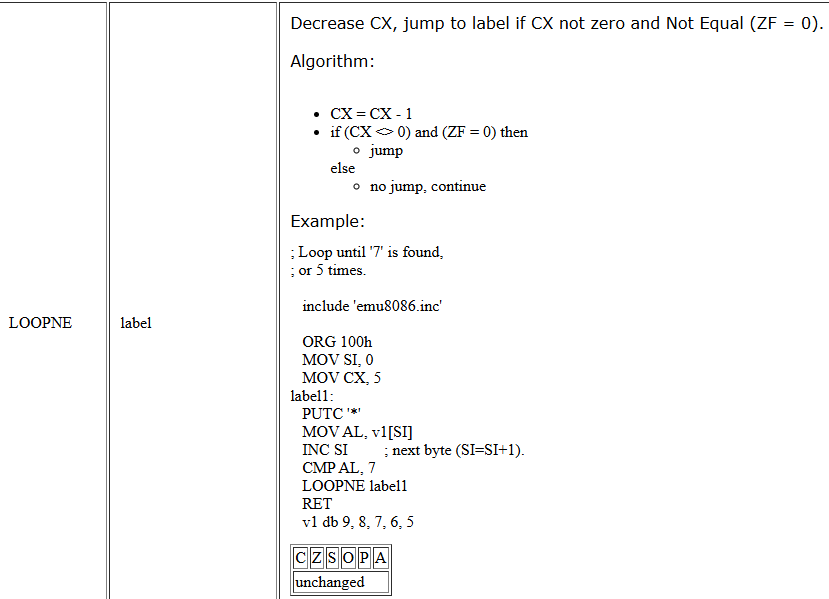 LOOPNE
label
Decrease CX, jump to label if CX not zero and Not Equal (ZF = 0).
Algorithm:
• CX = CX - 1
• if (CX <> 0) and (ZF = 0) then
◦ jump
else
◦ no jump, continue
Example:
; Loop until '7' is found,
; or 5 times.
include 'emu8086.inc'
ORG 100h
MOV SI, 0
MOV CX, 5
label1:
PUTC '*'
MOV AL, v1[SI]
INC SI ; next byte (SI=SI+1).
CMP AL, 7
LOOPNE label1
RET
v1 db 9, 8, 7, 6, 5
C Z S O P A
unchanged